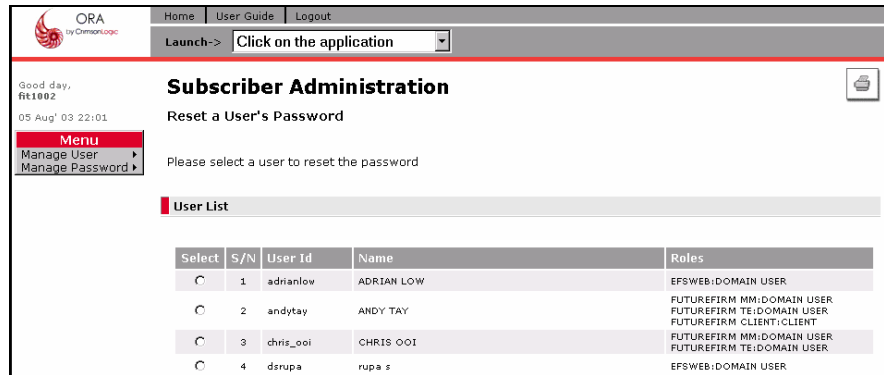 ORA
by CrimsonLogic
Home User Guide Logout
Launch-> Click on the application
Good day,
fit1002
05 Aug' 03 22:01
Menu
Manage User
Manage Password
Subscriber Administration
Reset a User's Password
Please select a user to reset the password
User List
Select S/N User Id Name Roles
1 adrianlow ADRIAN LOW EFSWEB:DOMAIN USER
2 andytay ANDY TAY FUTUREFIRM MM:DOMAIN USER
FUTUREFIRM TE:DOMAIN USER
FUTUREFIRM CLIENT:CLIENT
3 chris_ooi CHRIS OOI FUTUREFIRM MM:DOMAIN USER
FUTUREFIRM TE:DOMAIN USER
4 dsrupa rupa s EFSWEB:DOMAIN USER